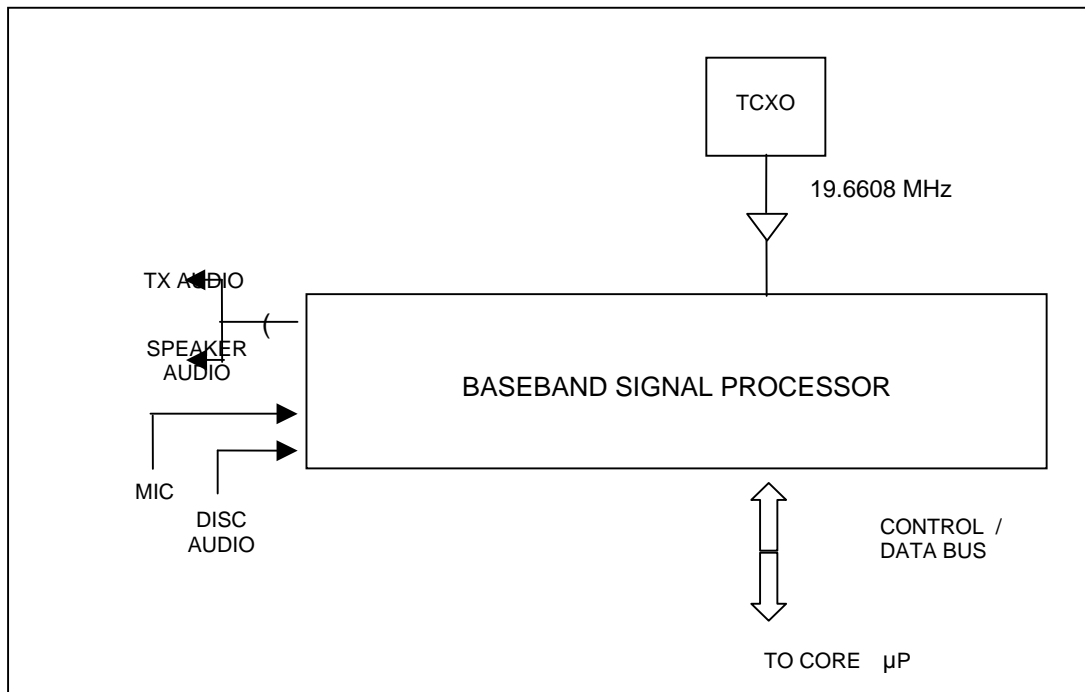 TCXO
19.6608 MHz
TX AUDIO
SPEAKER
AUDIO
BASEBAND SIGNAL PROCESSOR
MIC
DISC
AUDIO
CONTROL /
DATA BUS
TO CORE µP